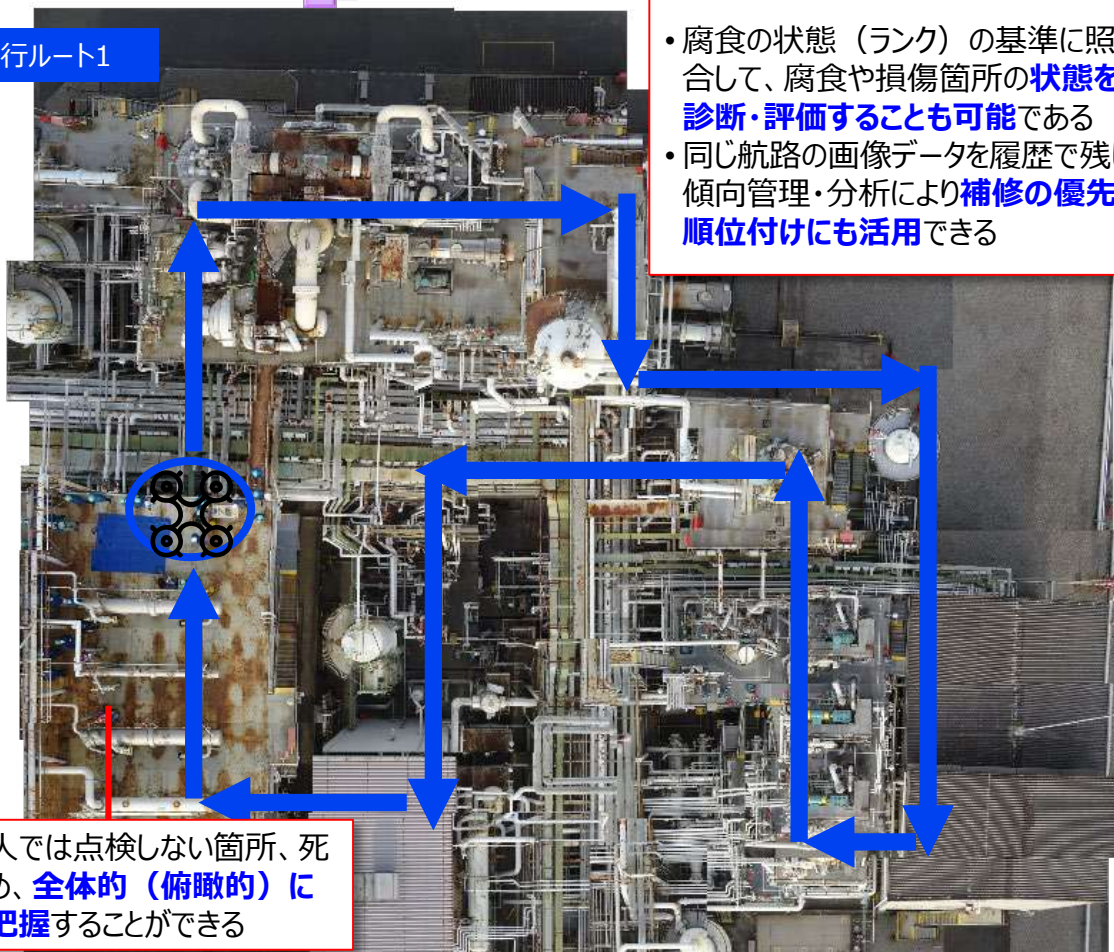 行ルート1
• 腐食の状態（ランク）の基準に照
合して、腐食や損傷箇所の状態を
診断・評価することも可能である
• 同じ航路の画像データを履歴で残
傾向管理・分析により補修の優先
順位付けにも活用できる
人では点検しない箇所、死
め、全体的（俯瞰的）に
把握することができる